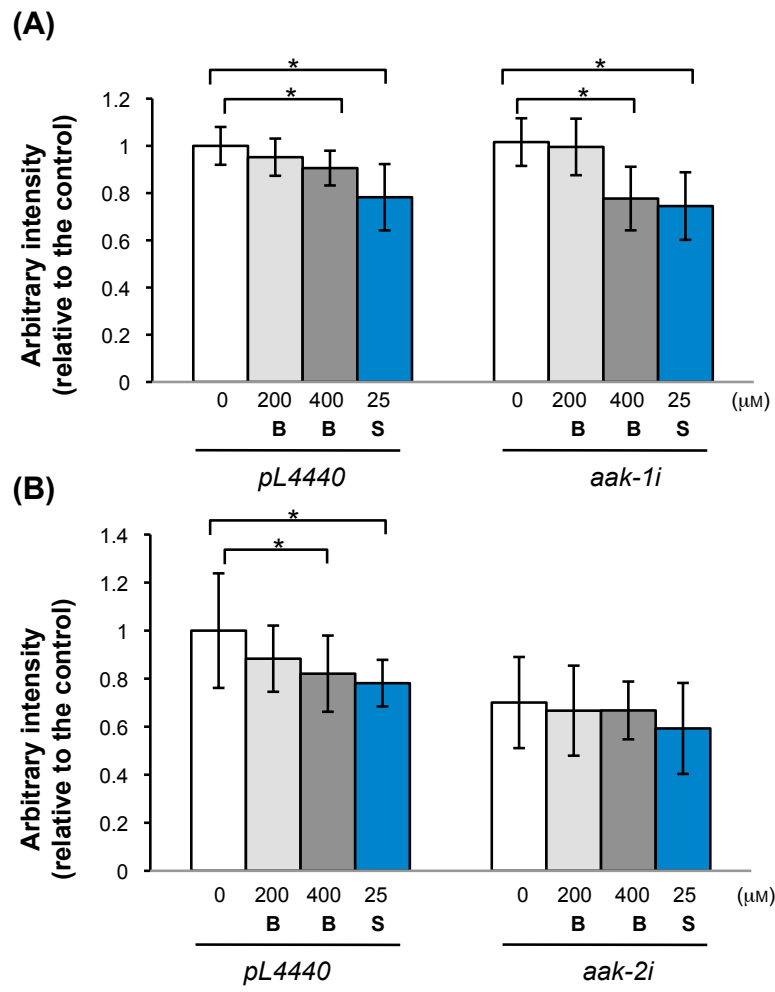 (A)
* *
* *
1.2
1
0.8
0.6
0.4
0.2
0
Arbitrary intensity
(relative to the control)
0 200 400 25 0 200 400 25 (μM)
B B S B B S
pL4440 aak-1i
(B)
*
*
1.4
1.2
1
0.8
0.6
0.4
0.2
0
Arbitrary intensity
(relative to the control)
0 200 400 25 0 200 400 25 (μM)
B B S B B S
pL4440 aak-2i